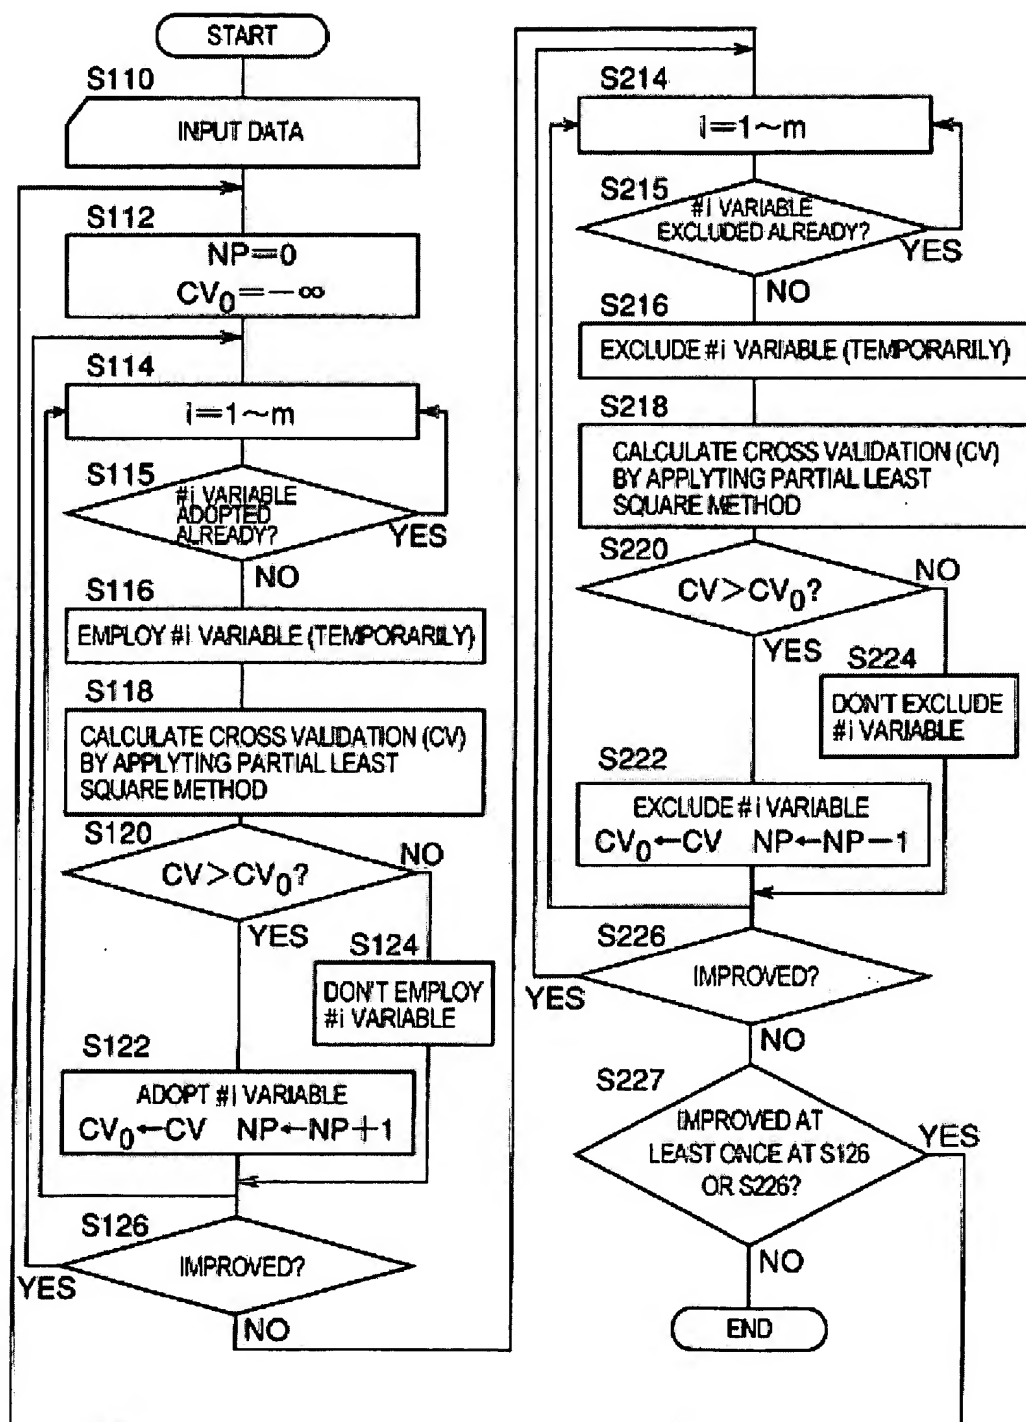 START
S110
INPUT DATA
S112
NP=0
CV0=−∞
S114
i=1~m
S115
#i VARIABLE
ADOPTED
ALREADY?
YES
NO
S116
EMPLOY #i VARIABLE (TEMPORARILY)
S118
CALCULATE CROSS VALIDATION (CV)
BY APPLYTING PARTIAL LEAST
SQUARE METHOD
S120
CV>CV0?
NO
YES
S124
DON'T EMPLOY
#i VARIABLE
S122
ADOPT #i VARIABLE
CV0←CV NP←NP+1
S126
IMPROVED?
YES
NO
S214
i=1~m
S215
#i VARIABLE
EXCLUDED ALREADY?
YES
NO
S216
EXCLUDE #i VARIABLE (TEMPORARILY)
S218
CALCULATE CROSS VALIDATION (CV)
BY APPLYTING PARTIAL LEAST
SQUARE METHOD
S220
CV>CV0?
NO
YES
S224
DON'T EXCLUDE
#i VARIABLE
S222
EXCLUDE #i VARIABLE
CV0←CV NP←NP−1
S226
IMPROVED?
YES
NO
S227
IMPROVED AT
LEAST ONCE AT S126
OR S226?
YES
NO
END